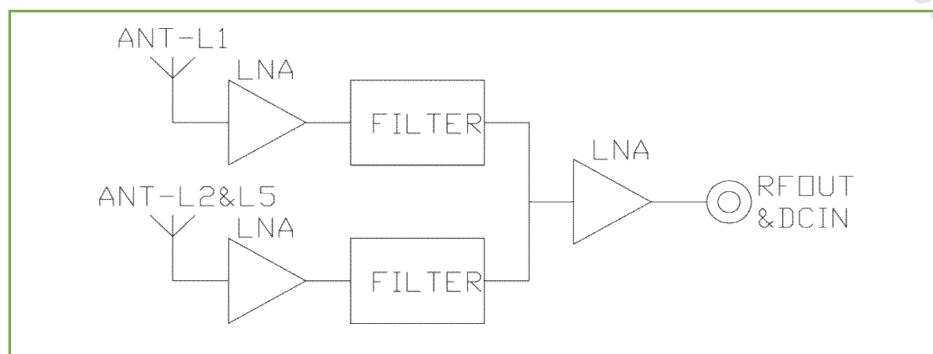 ANT-L1
LNA
FILTER
LNA
ANT-L2&L5
LNA
FILTER
RFOUT
&DCIN